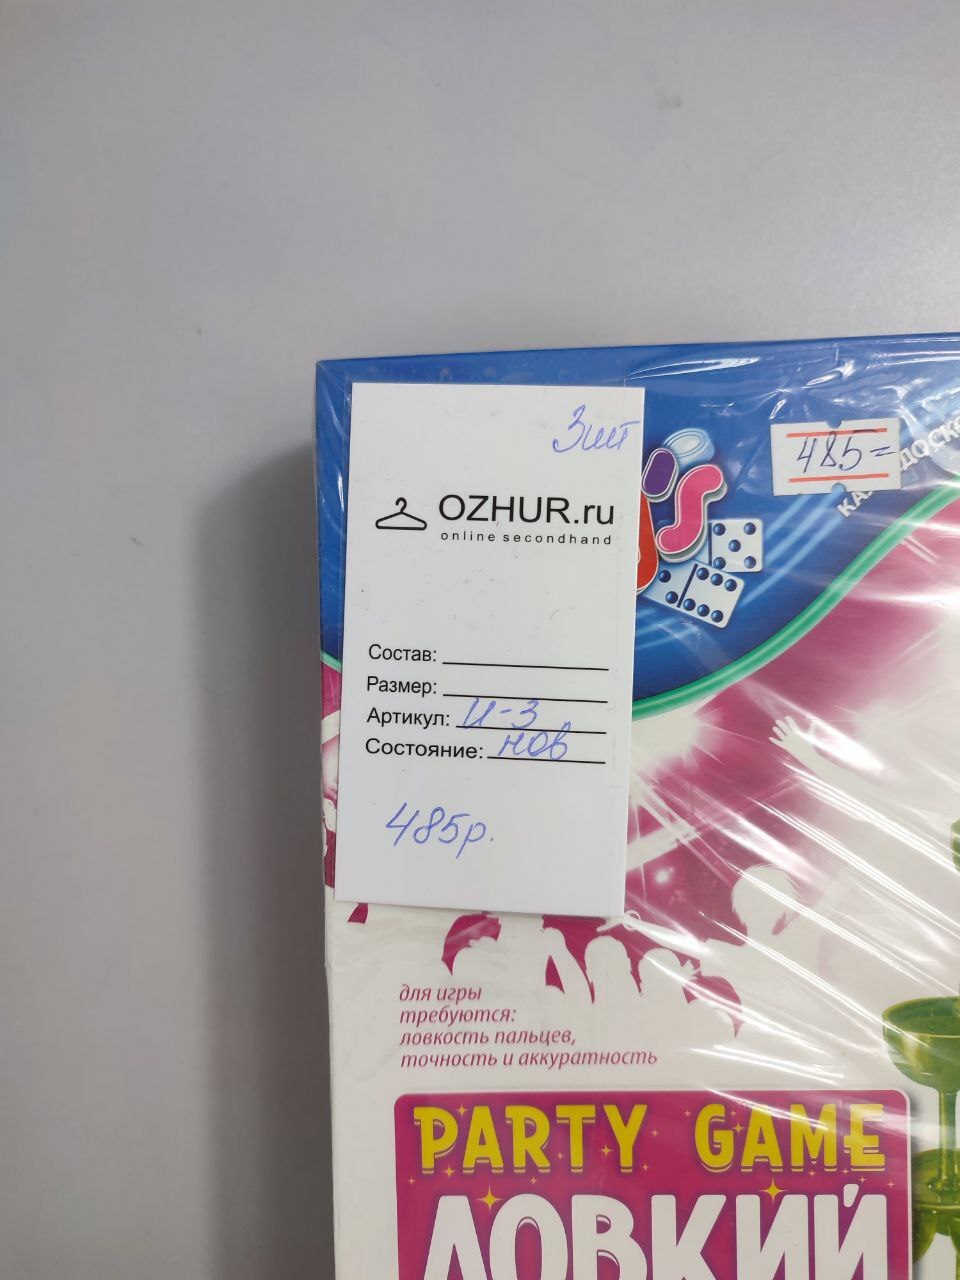 3шт
OZHUR.ru
online secondhand
Состав:
Размер:
Артикул: И-3
Состояние: нов
485р.
485=
ДОСК
для игры
требуются:
ловкость пальцев,
точность и аккуратность
PARTY GAME
ЛОВКИЙ